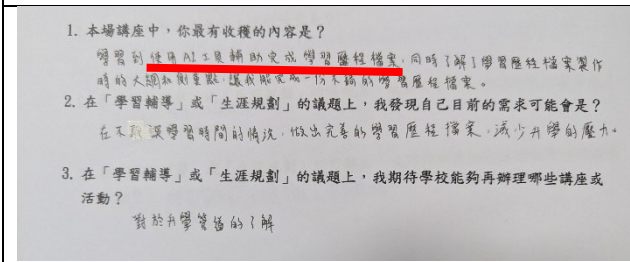 1. 本場講座中，你最有收穫的內容是？
學習到使用AI工具輔助完成學習歷程檔案，同時了解了學習歷程檔案製作
時的大綱和側重點，讓我能完成一份不錯的學習歷程檔案。
2. 在「學習輔導」或「生涯規劃」的議題上，我發現自己目前的需求可能會是？
在不耽誤學習時間的情況，做出完善的學習歷程檔案，減少升學的壓力。
3. 在「學習輔導」或「生涯規劃」的議題上，我期待學校能夠再辦理哪些講座或
活動？
對於升學管道的了解